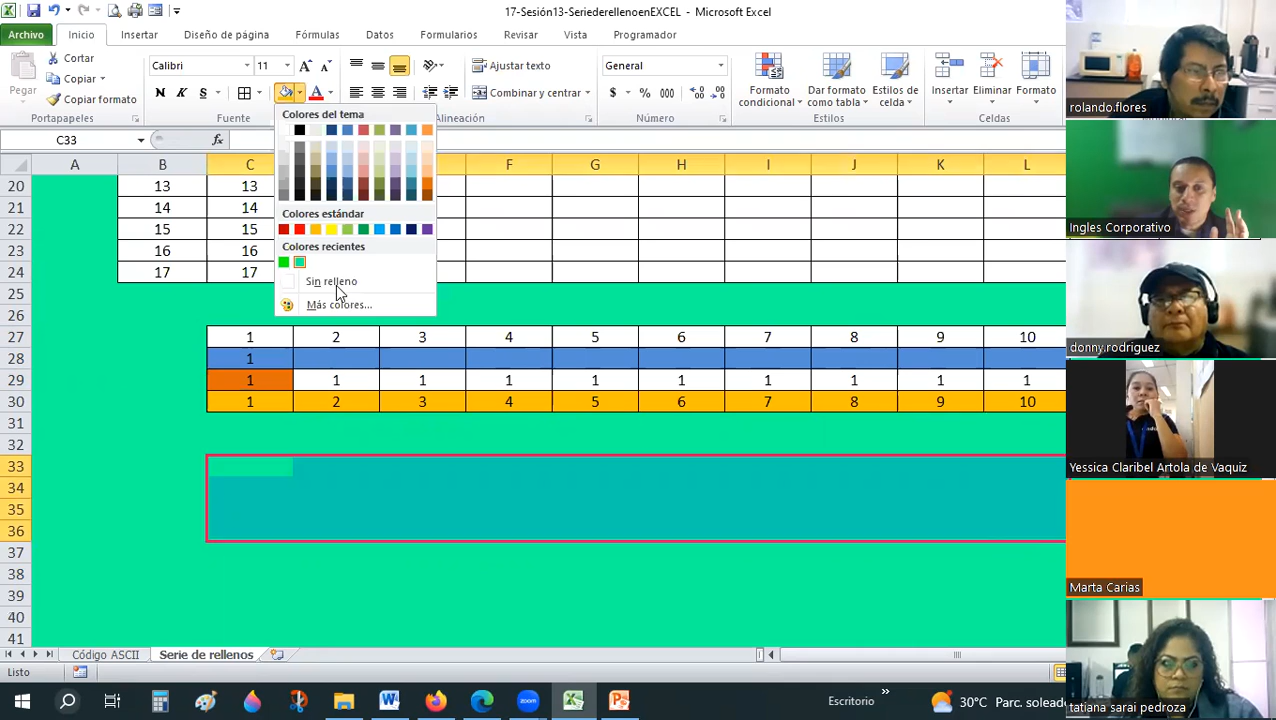 17-Sesión13-SeriederellenoenEXCEL - Microsoft Excel
Archivo Inicio Insertar Diseño de página Fórmulas Datos Formularios Revisar Vista Programador
Pegar
Cortar
Copiar
Copiar formato
Portapapeles
Calibri 11
N K S
Fuente
Ajustar texto
Combinar y centrar
Alineación
General
$ % 000
Número
Formato condicional
Dar formato como tabla
Estilos de celda
Estilos
Insertar Eliminar Formato
Celdas
Colores del tema
Colores estándar
Colores recientes
Sin relleno
Más colores...
C33 fx
A B C F G H I J K L
20 13 13
21 14 14
22 15 15
23 16 16
24 17 17
25
26
27 1 2 3 4 5 6 7 8 9 10
28 1
29 1 1 1 1 1 1 1 1 1 1
30 1 2 3 4 5 6 7 8 9 10
31
32
33
34
35
36
37
38
39
40
41
Código ASCII Serie de rellenos
Listo
zoom
Escritorio
30°C Parc. soleado
rolando.flores
Ingles Corporativo
donny.rodriguez
Yessica Claribel Artola de Vaquiz
Marta Carias
tatiana sarai pedroza